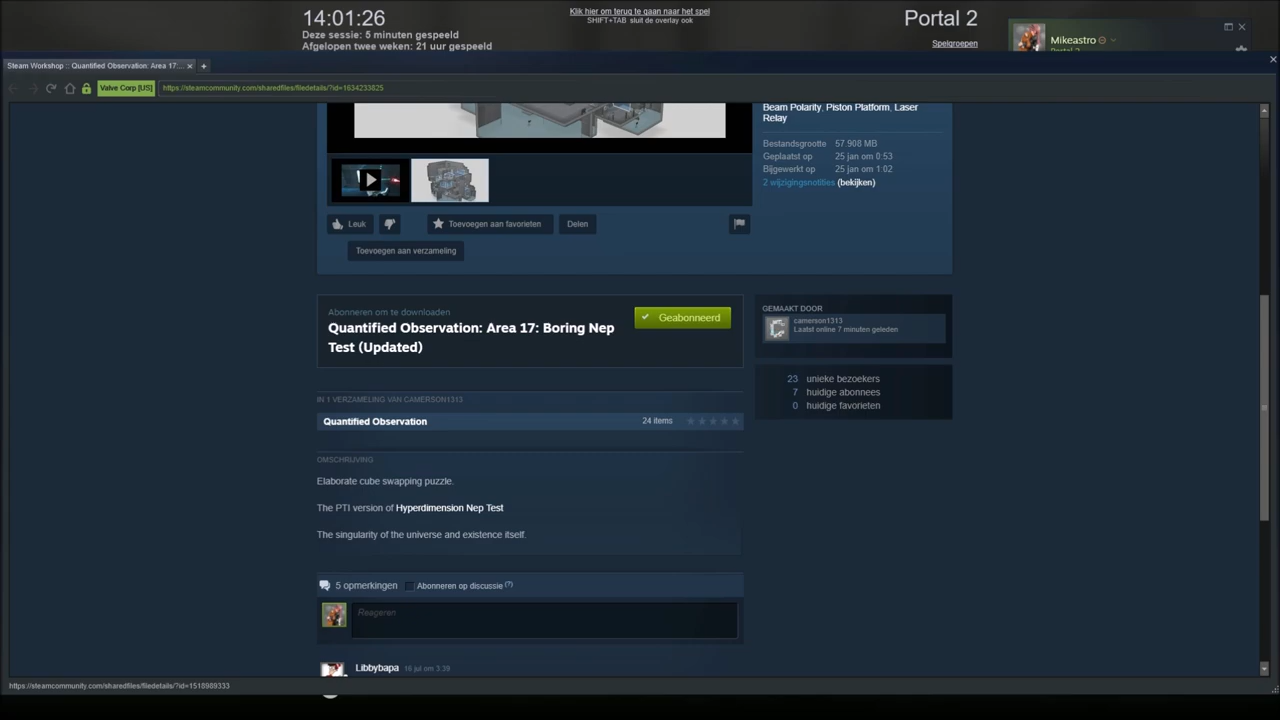 14:01:26
Deze sessie: 5 minuten gespeeld
Afgelopen twee weken: 21 uur gespeeld
Klik hier om terug te gaan naar het spel
SHIFT+TAB sluit de overlay ook
Portal 2
Spelgroepen
Mikeastro
Portal 2
Steam Workshop :: Quantified Observation: Area 17:...
Valve Corp [US]
https://steamcommunity.com/sharedfiles/filedetails/?id=1634233825
Beam Polarity, Piston Platform, Laser
Relay
Bestandsgrootte 57.908 MB
Geplaatst op 25 jan om 0:53
Bijgewerkt op 25 jan om 1:02
2 wijzigingsnotities (bekijken)
Leuk
Toevoegen aan favorieten
Delen
Toevoegen aan verzameling
Abonneren om te downloaden
Quantified Observation: Area 17: Boring Nep
Test (Updated)
Geabonneerd
GEMAAKT DOOR
camerson1313
Laatst online 7 minuten geleden
23 unieke bezoekers
7 huidige abonnees
0 huidige favorieten
IN 1 VERZAMELING VAN CAMERSON1313
Quantified Observation 24 items
OMSCHRIJVING
Elaborate cube swapping puzzle.
The PTI version of Hyperdimension Nep Test
The singularity of the universe and existence itself.
5 opmerkingen Abonneren op discussie (?)
Reageren
Libbybapa 16 jul om 3:39
https://steamcommunity.com/sharedfiles/filedetails/?id=1518989333